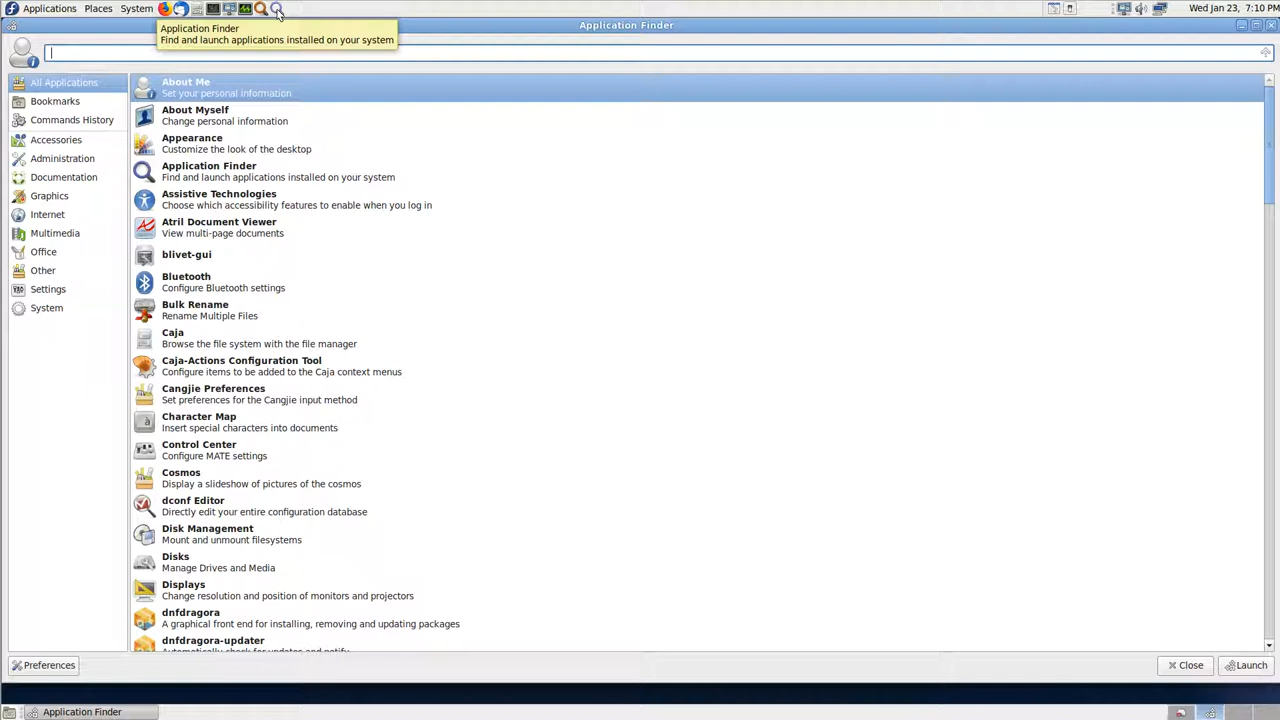 Applications Places System Wed Jan 23, 7:10 PM
Application Finder
Application Finder
Find and launch applications installed on your system
All Applications
Bookmarks
Commands History
Accessories
Administration
Documentation
Graphics
Internet
Multimedia
Office
Other
Settings
System
About Me
Set your personal information
About Myself
Change personal information
Appearance
Customize the look of the desktop
Application Finder
Find and launch applications installed on your system
Assistive Technologies
Choose which accessibility features to enable when you log in
Atril Document Viewer
View multi-page documents
blivet-gui
Bluetooth
Configure Bluetooth settings
Bulk Rename
Rename Multiple Files
Caja
Browse the file system with the file manager
Caja-Actions Configuration Tool
Configure items to be added to the Caja context menus
Cangjie Preferences
Set preferences for the Cangjie input method
Character Map
Insert special characters into documents
Control Center
Configure MATE settings
Cosmos
Display a slideshow of pictures of the cosmos
dconf Editor
Directly edit your entire configuration database
Disk Management
Mount and unmount filesystems
Disks
Manage Drives and Media
Displays
Change resolution and position of monitors and projectors
dnfdragora
A graphical front end for installing, removing and updating packages
dnfdragora-updater
Automatically check for updates and notify
Preferences Close Launch
Application Finder